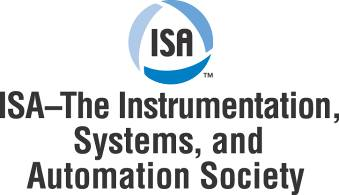 ISA
™
ISA–The Instrumentation,
Systems, and
Automation Society